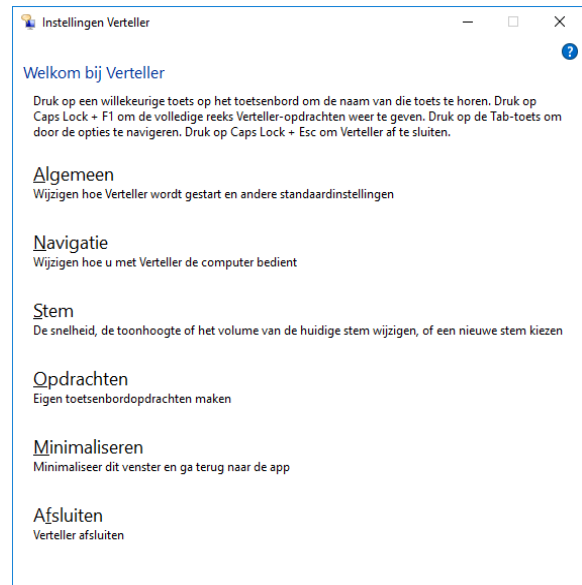 Instellingen Verteller
?
Welkom bij Verteller
Druk op een willekeurige toets op het toetsenbord om de naam van die toets te horen. Druk op
Caps Lock + F1 om de volledige reeks Verteller-opdrachten weer te geven. Druk op de Tab-toets om
door de opties te navigeren. Druk op Caps Lock + Esc om Verteller af te sluiten.
Algemeen
Wijzigen hoe Verteller wordt gestart en andere standaardinstellingen
Navigatie
Wijzigen hoe u met Verteller de computer bedient
Stem
De snelheid, de toonhoogte of het volume van de huidige stem wijzigen, of een nieuwe stem kiezen
Opdrachten
Eigen toetsenbordopdrachten maken
Minimaliseren
Minimaliseer dit venster en ga terug naar de app
Afsluiten
Verteller afsluiten